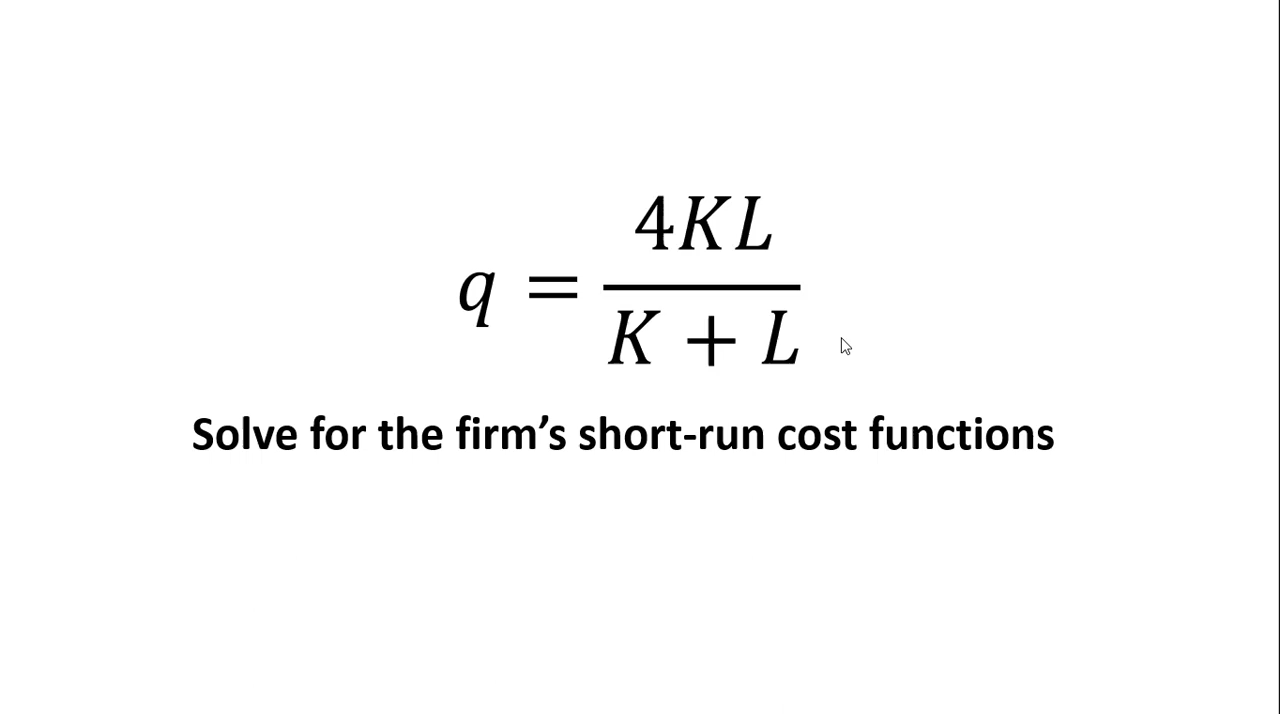 q = 4KL / K + L
Solve for the firm’s short-run cost functions